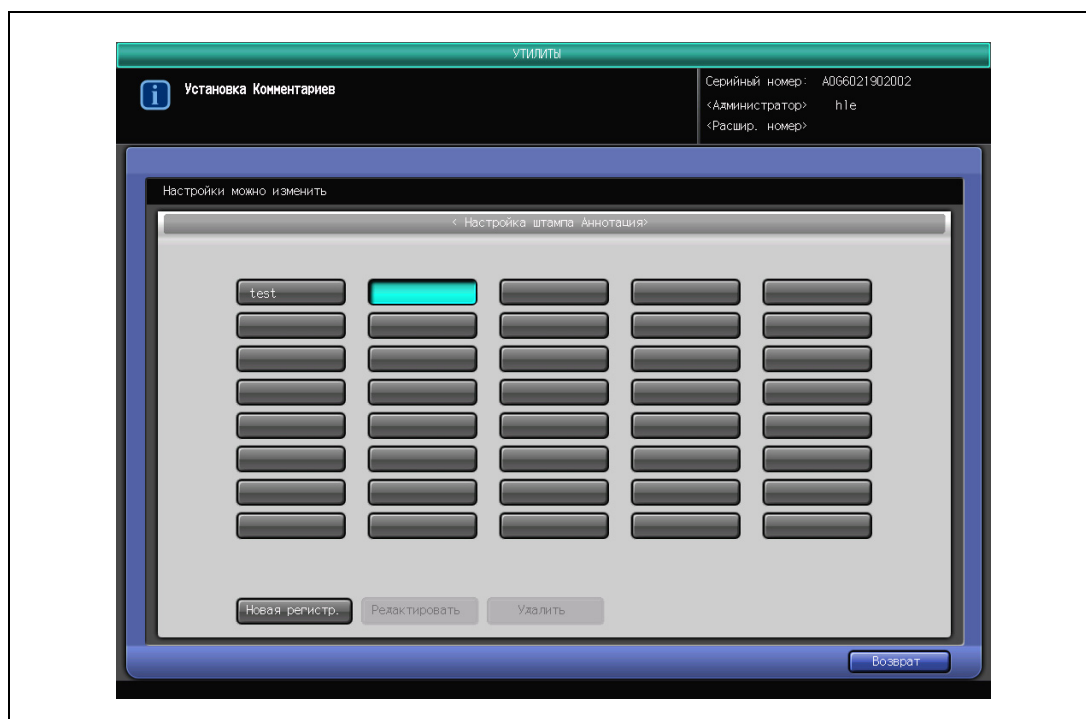 УТИЛИТЫ
Установка Комментариев
Серийный номер: A0G6021902002
<Администратор> hle
<Расшир. номер>
Настройки можно изменить
< Настройка штампа Аннотация>
test
Новая регистр. Редактировать Удалить
Возврат